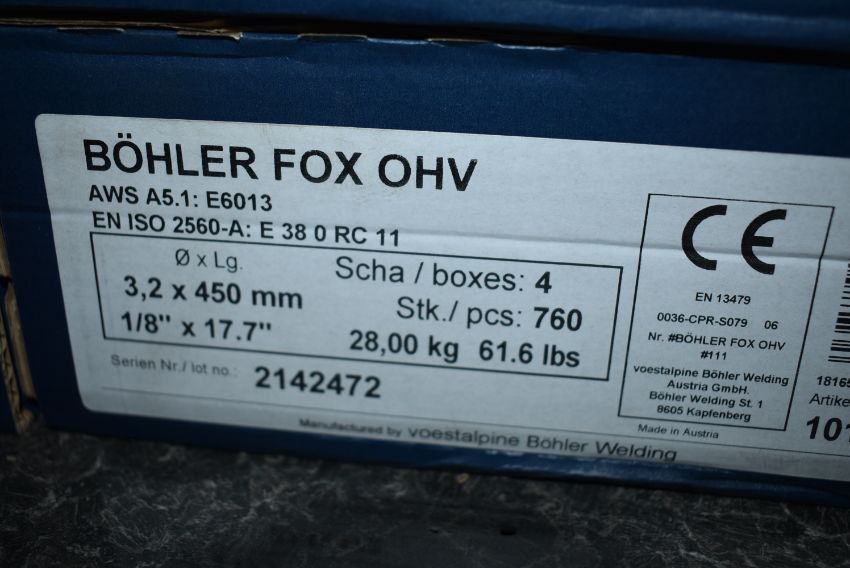 BÖHLER FOX OHV
AWS A5.1: E6013
EN ISO 2560-A: E 38 0 RC 11
Ø x Lg.
3,2 x 450 mm
1/8" x 17.7"
Scha / boxes: 4
Stk./ pcs: 760
28,00 kg 61.6 lbs
Serien Nr./ lot no.: 2142472
Manufactured by voestalpine Böhler Welding
CE
EN 13479
0036-CPR-S079 06
Nr. #BÖHLER FOX OHV
#111
voestalpine Böhler Welding
Austria GmbH.
Böhler Welding St. 1
8605 Kapfenberg
Made in Austria